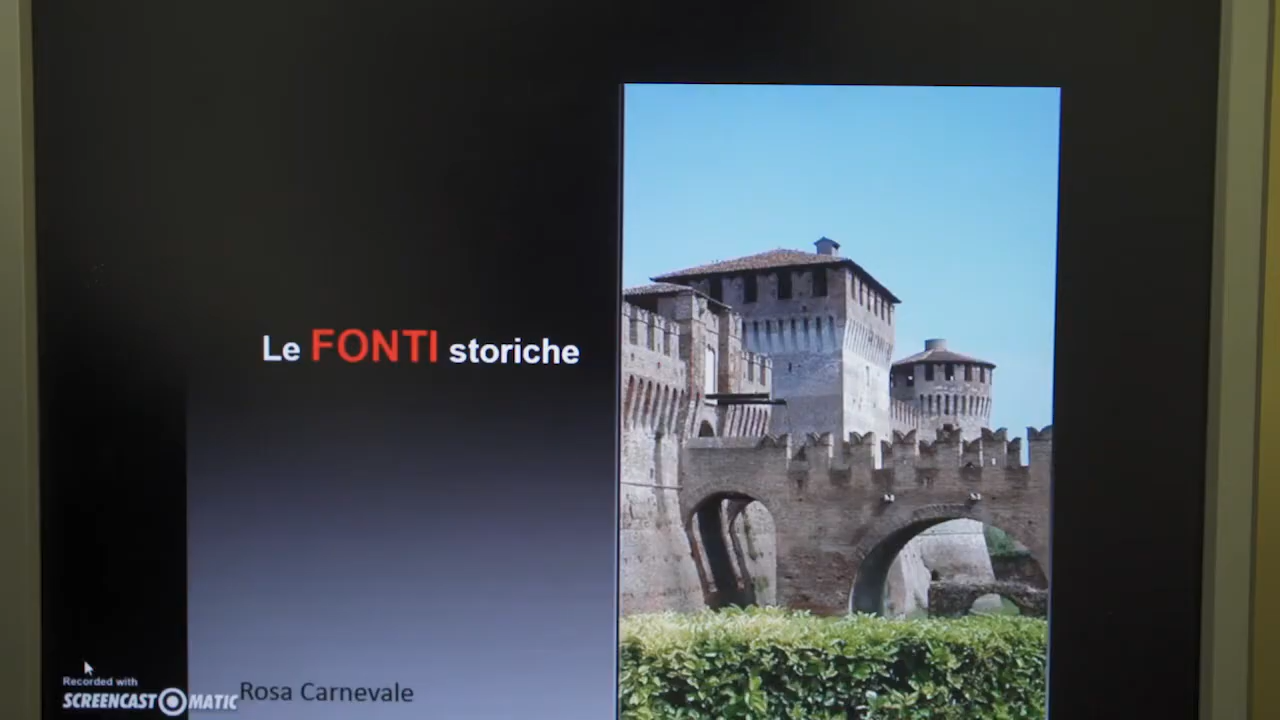 Le FONTI storiche
Rosa Carnevale
Recorded with
SCREENCAST MATIC